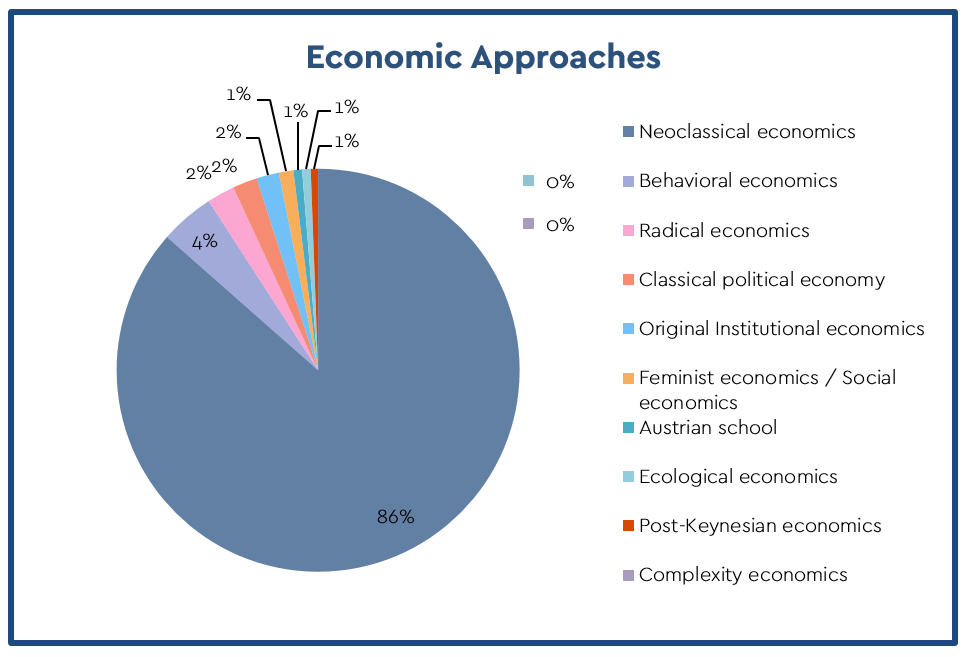 Economic Approaches
1%
1%
1%
2%
1%
2%
2%
4%
86%
0%
0%
Neoclassical economics
Behavioral economics
Radical economics
Classical political economy
Original Institutional economics
Feminist economics / Social
economics
Austrian school
Ecological economics
Post-Keynesian economics
Complexity economics